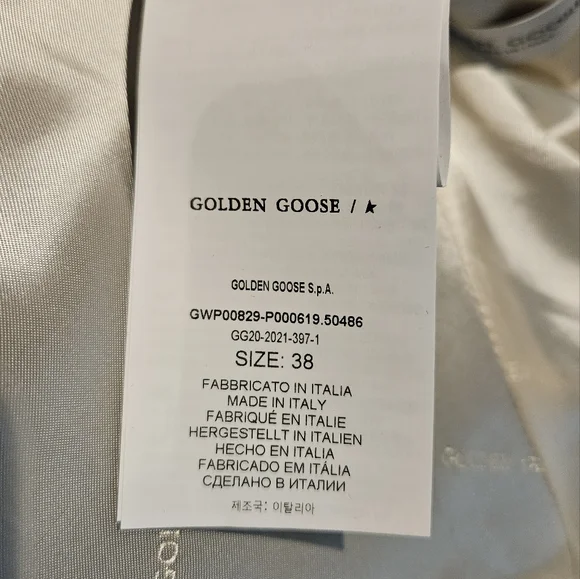 GOLDEN GOOSE /
GOLDEN GOOSE S.p.A.
GWP00829-P000619.50486
GG20-2021-397-1
SIZE: 38
FABBRICATO IN ITALIA
MADE IN ITALY
FABRIQUÉ EN ITALIE
HERGESTELLT IN ITALIEN
HECHO EN ITALIA
FABRICADO EM ITÁLIA
СДЕЛАНО В ИТАЛИИ
제조국: 이탈리아